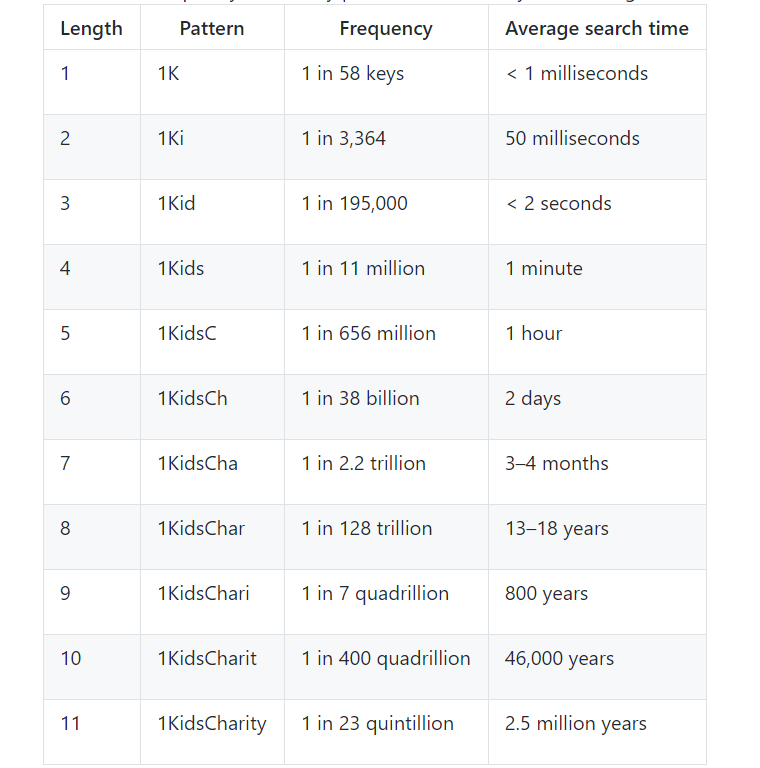 Length Pattern Frequency Average search time
1 1K 1 in 58 keys < 1 milliseconds
2 1Ki 1 in 3,364 50 milliseconds
3 1Kid 1 in 195,000 < 2 seconds
4 1Kids 1 in 11 million 1 minute
5 1KidsC 1 in 656 million 1 hour
6 1KidsCh 1 in 38 billion 2 days
7 1KidsCha 1 in 2.2 trillion 3–4 months
8 1KidsChar 1 in 128 trillion 13–18 years
9 1KidsChari 1 in 7 quadrillion 800 years
10 1KidsCharit 1 in 400 quadrillion 46,000 years
11 1KidsCharity 1 in 23 quintillion 2.5 million years